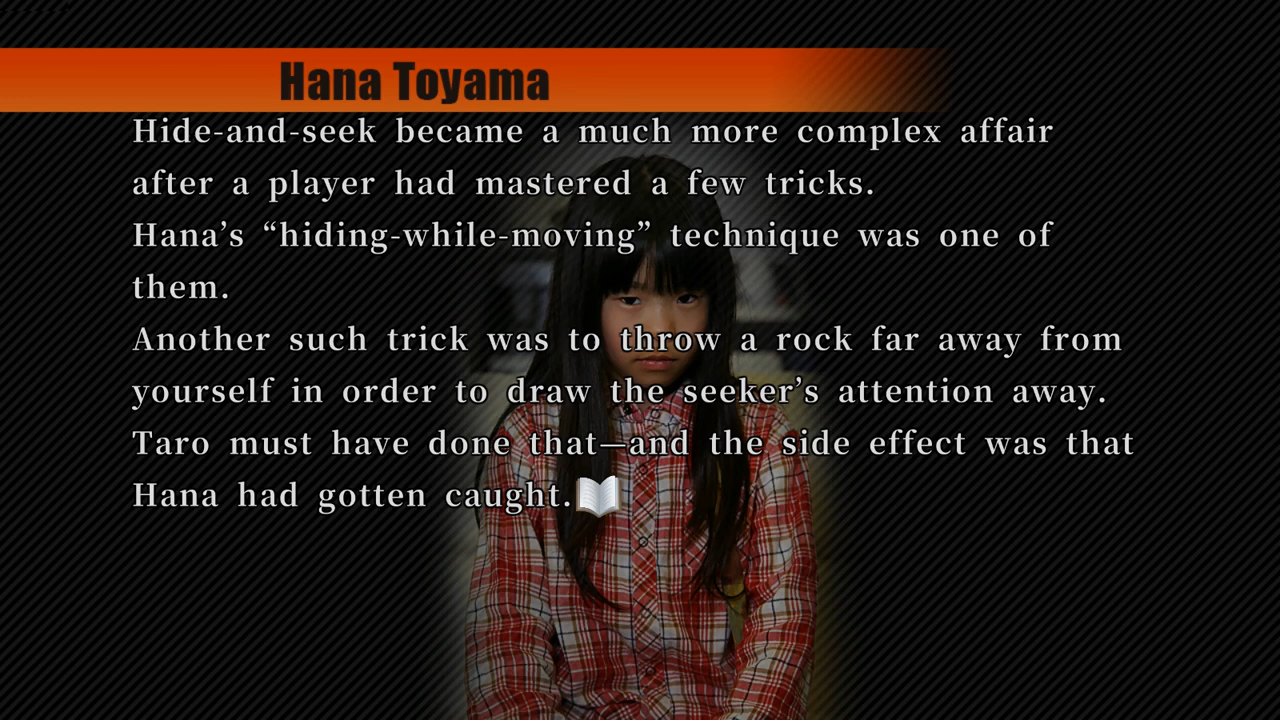 Hana Toyama
Hide-and-seek became a much more complex affair
after a player had mastered a few tricks.
Hana’s “hiding-while-moving” technique was one of
them.
Another such trick was to throw a rock far away from
yourself in order to draw the seeker’s attention away.
Taro must have done that—and the side effect was that
Hana had gotten caught.